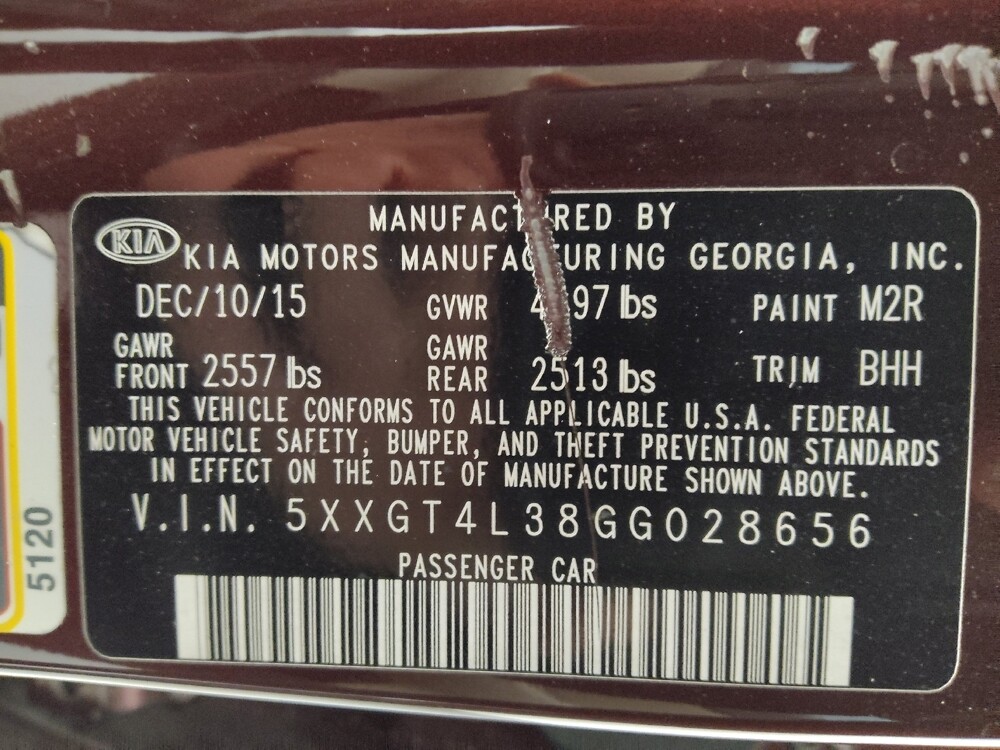 MANUFACTURED BY
KIA
KIA MOTORS MANUFACTURING GEORGIA, INC.
DEC/10/15 GVWR lbs PAINT M2R
GAWR FRONT 2557 lbs GAWR REAR 2513 lbs TRIM BHH
THIS VEHICLE CONFORMS TO ALL APPLICABLE U.S.A. FEDERAL
MOTOR VEHICLE SAFETY, BUMPER, AND THEFT PREVENTION STANDARDS
IN EFFECT ON THE DATE OF MANUFACTURE SHOWN ABOVE.
V.I.N. 5XXGT4L38GG028656
PASSENGER CAR
5120